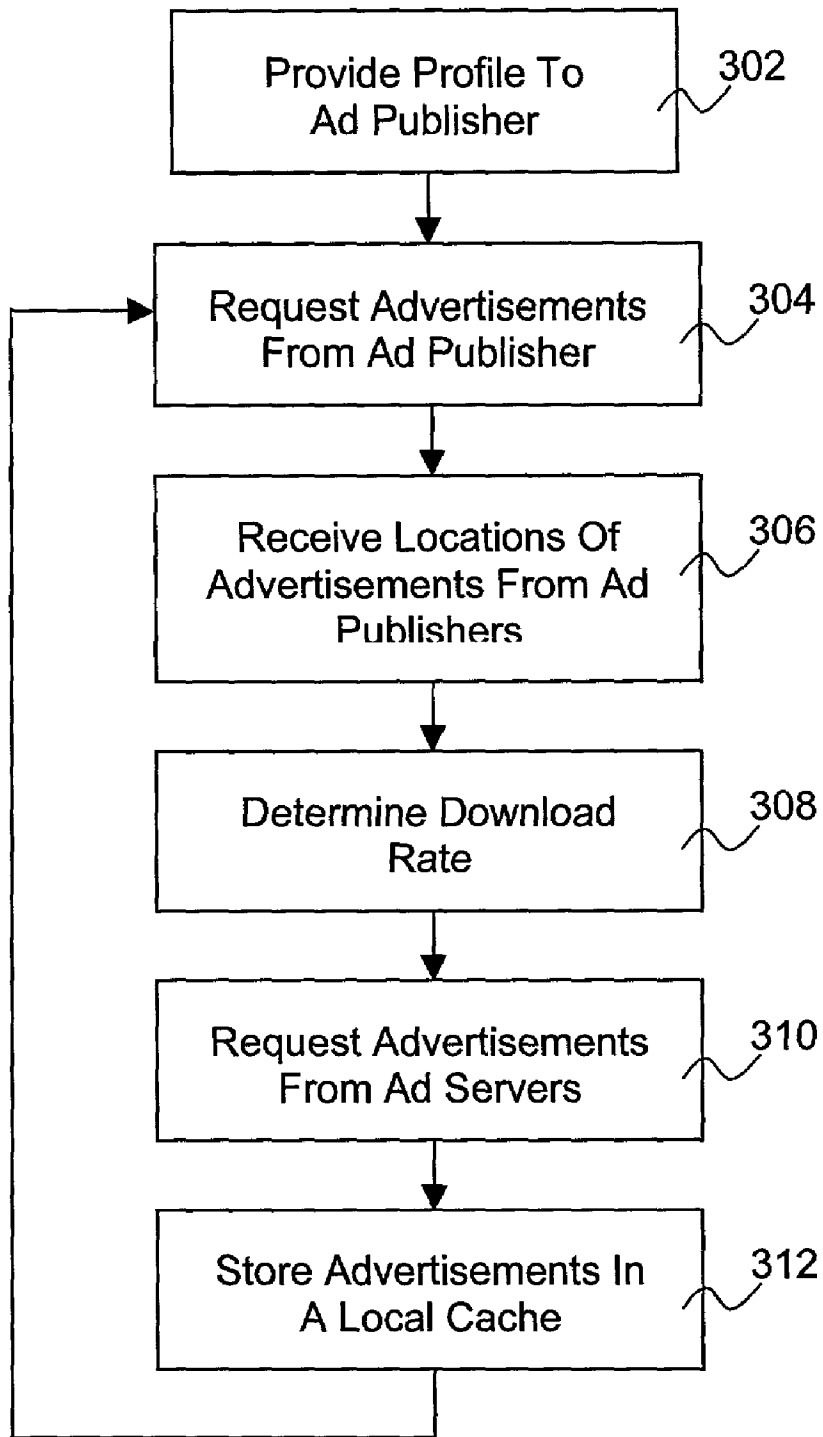 Provide Profile To
Ad Publisher
302
Request Advertisements
From Ad Publisher
304
Receive Locations Of
Advertisements From Ad
Publishers
306
Determine Download
Rate
308
Request Advertisements
From Ad Servers
310
Store Advertisements In
A Local Cache
312